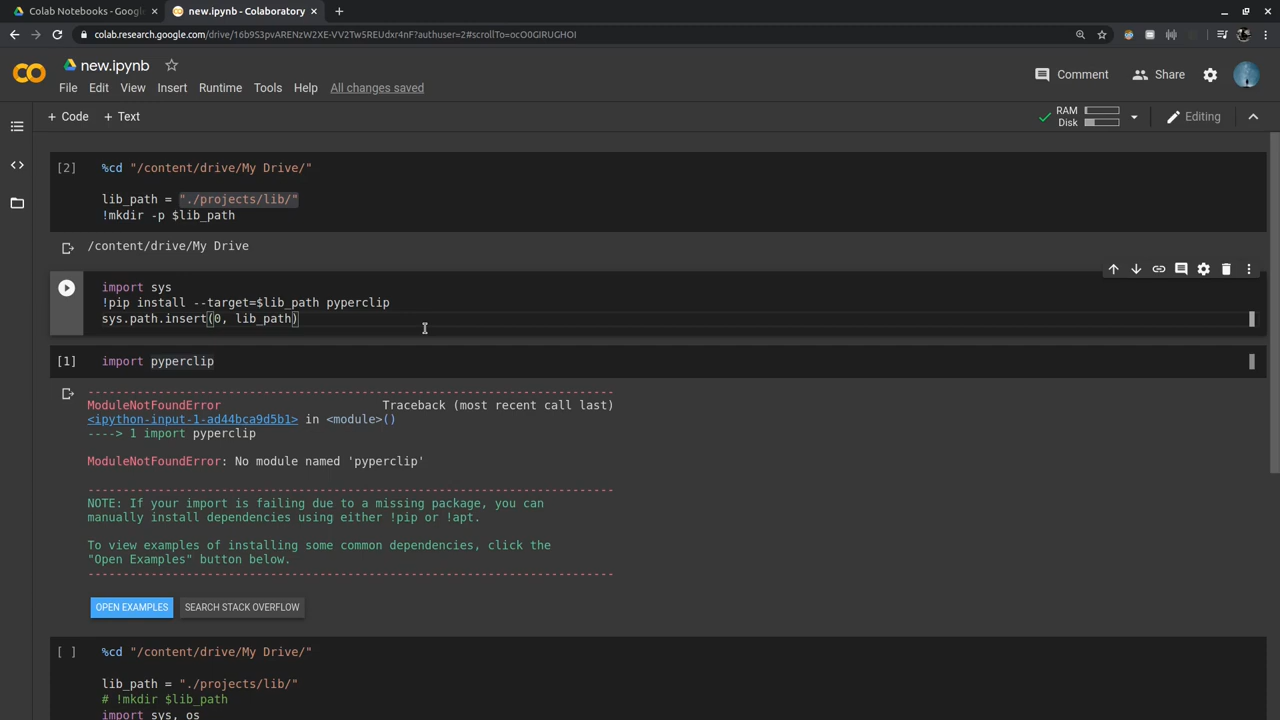 Colab Notebooks - Goog
new.ipynb - Colaboratory
colab.research.google.com/drive/16b9S3pvARENzW2XE-VV2Tw5REUdxr4nF?authuser=2#scrollTo=ocO0GIRUGHOI
new.ipynb
Comment
Share
File Edit View Insert Runtime Tools Help All changes saved
+ Code + Text
RAM
Disk
Editing
[2] %cd "/content/drive/My Drive/"
lib_path = "./projects/lib/"
!mkdir -p $lib_path
/content/drive/My Drive
import sys
!pip install --target=$lib_path pyperclip
sys.path.insert(0, lib_path)
[1] import pyperclip
---------------------------------------------------------------------------
ModuleNotFoundError Traceback (most recent call last)
<ipython-input-1-ad44bca9d5b1> in <module>()
----> 1 import pyperclip
ModuleNotFoundError: No module named 'pyperclip'
---------------------------------------------------------------------------
NOTE: If your import is failing due to a missing package, you can
manually install dependencies using either !pip or !apt.
To view examples of installing some common dependencies, click the
"Open Examples" button below.
---------------------------------------------------------------------------
OPEN EXAMPLES SEARCH STACK OVERFLOW
[ ] %cd "/content/drive/My Drive/"
lib_path = "./projects/lib/"
# !mkdir $lib_path
import sys, os